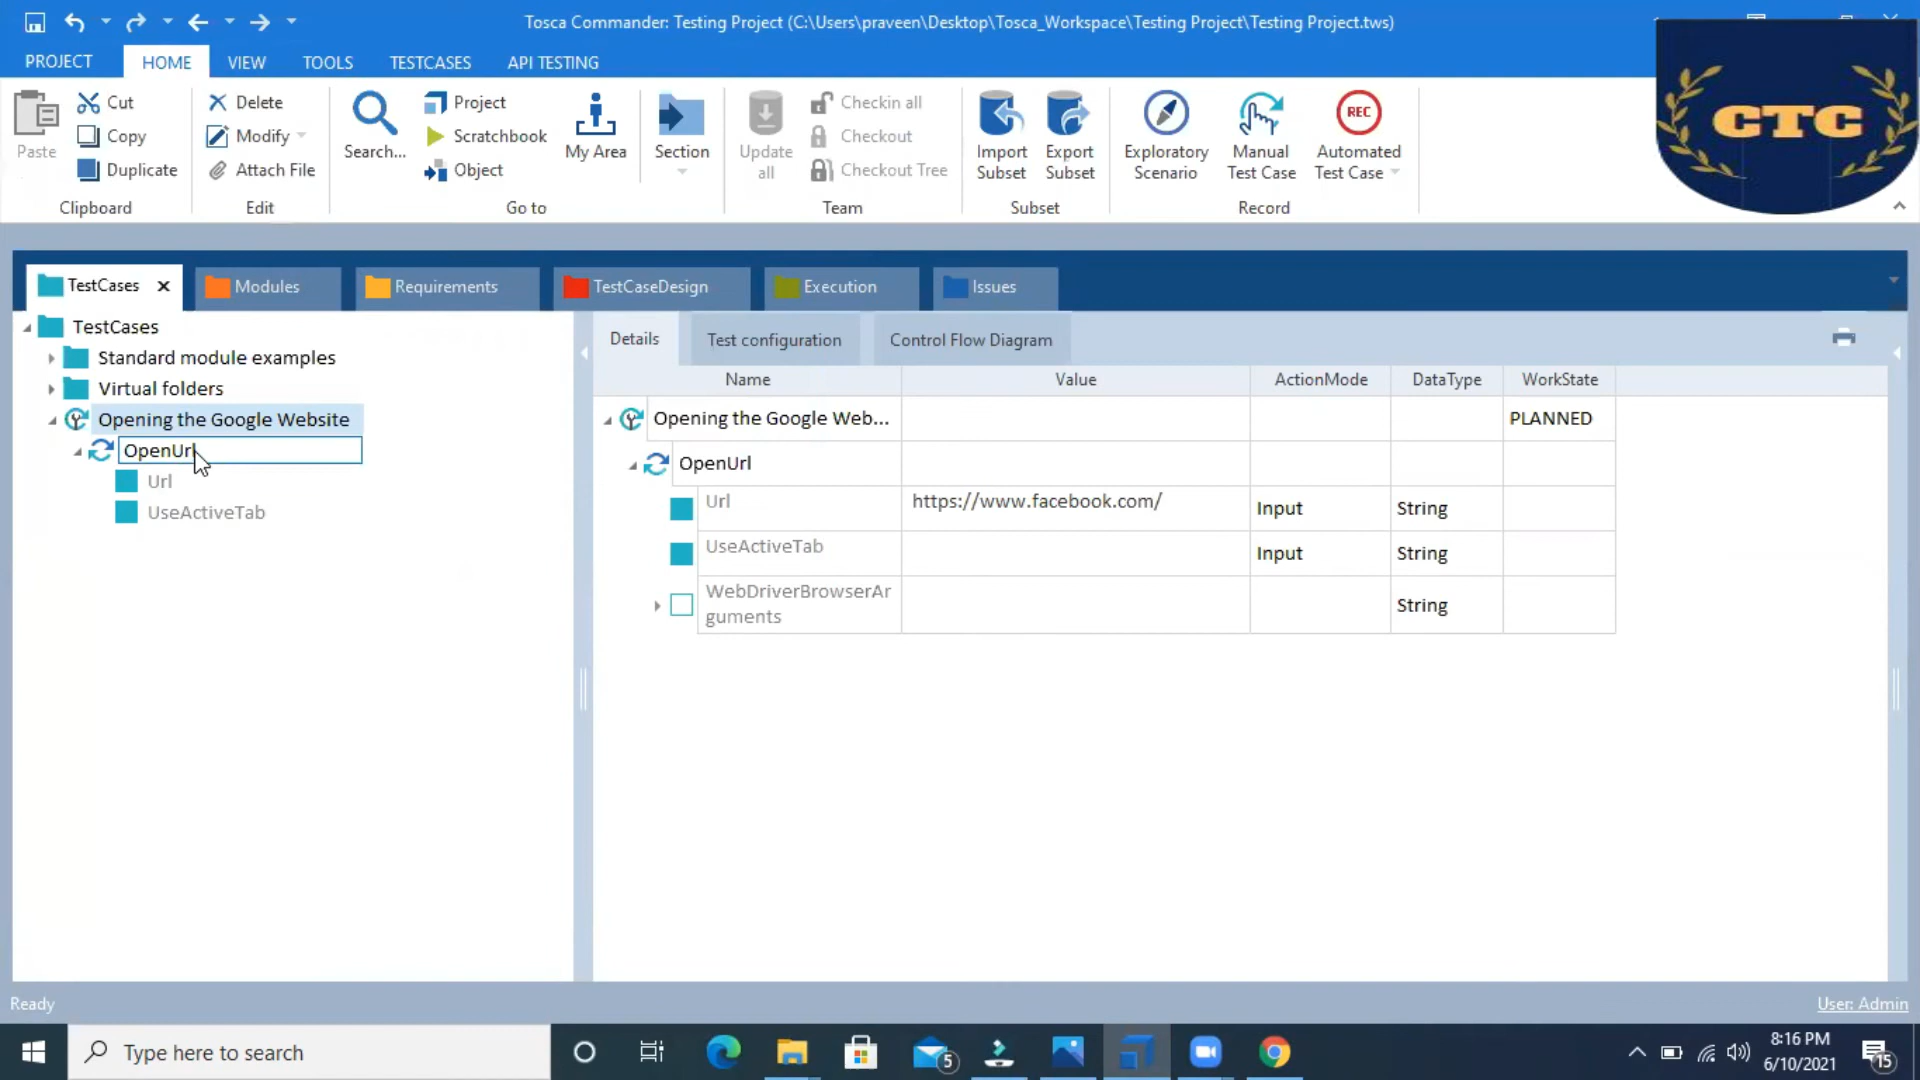 Tosca Commander: Testing Project (C:\Users\praveen\Desktop\Tosca_Workspace\Testing Project\Testing Project.tws)
PROJECT HOME VIEW TOOLS TESTCASES API TESTING
Paste
Cut
Copy
Duplicate
Clipboard
Delete
Modify
Attach File
Edit
Search...
Project
Scratchbook
Object
My Area
Section
Go to
Update all
Checkin all
Checkout
Checkout Tree
Team
Import Subset
Export Subset
Subset
Exploratory Scenario
Manual Test Case
REC
Automated Test Case
Record
CTC
TestCases Modules Requirements TestCaseDesign Execution Issues
TestCases
Standard module examples
Virtual folders
Opening the Google Website
OpenUrl
Url
UseActiveTab
Details Test configuration Control Flow Diagram
Name Value ActionMode DataType WorkState
Opening the Google Web... PLANNED
OpenUrl
Url https://www.facebook.com/ Input String
UseActiveTab Input String
WebDriverBrowserAr
guments String
Ready User: Admin
Type here to search
5
8:16 PM
6/10/2021
15